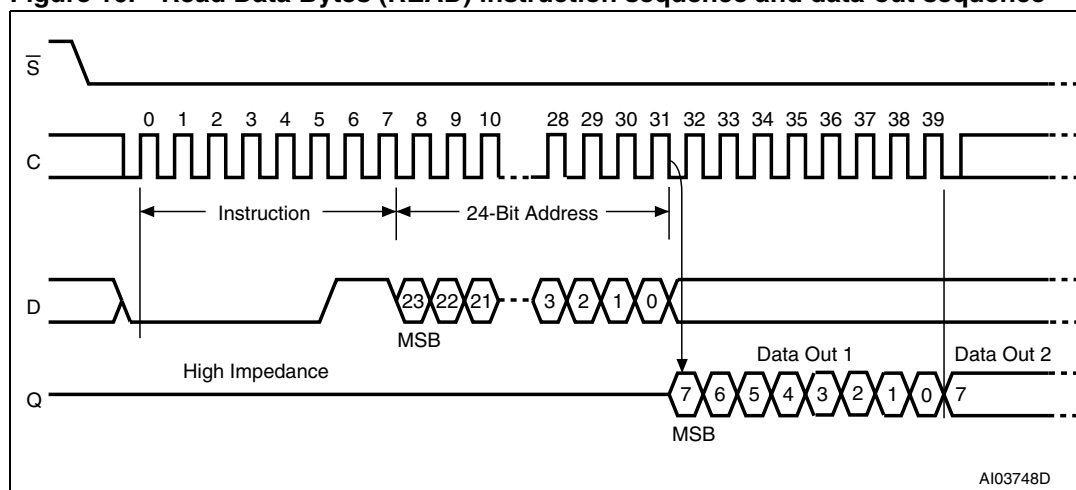 Figure 10. Read Data Bytes (READ) instruction sequence and data-out sequence
S
0 1 2 3 4 5 6 7 8 9 10 28 29 30 31 32 33 34 35 36 37 38 39
C
Instruction 24-Bit Address
D 23 22 21 3 2 1 0
MSB
High Impedance Data Out 1 Data Out 2
Q 7 6 5 4 3 2 1 0 7
MSB
AI03748D